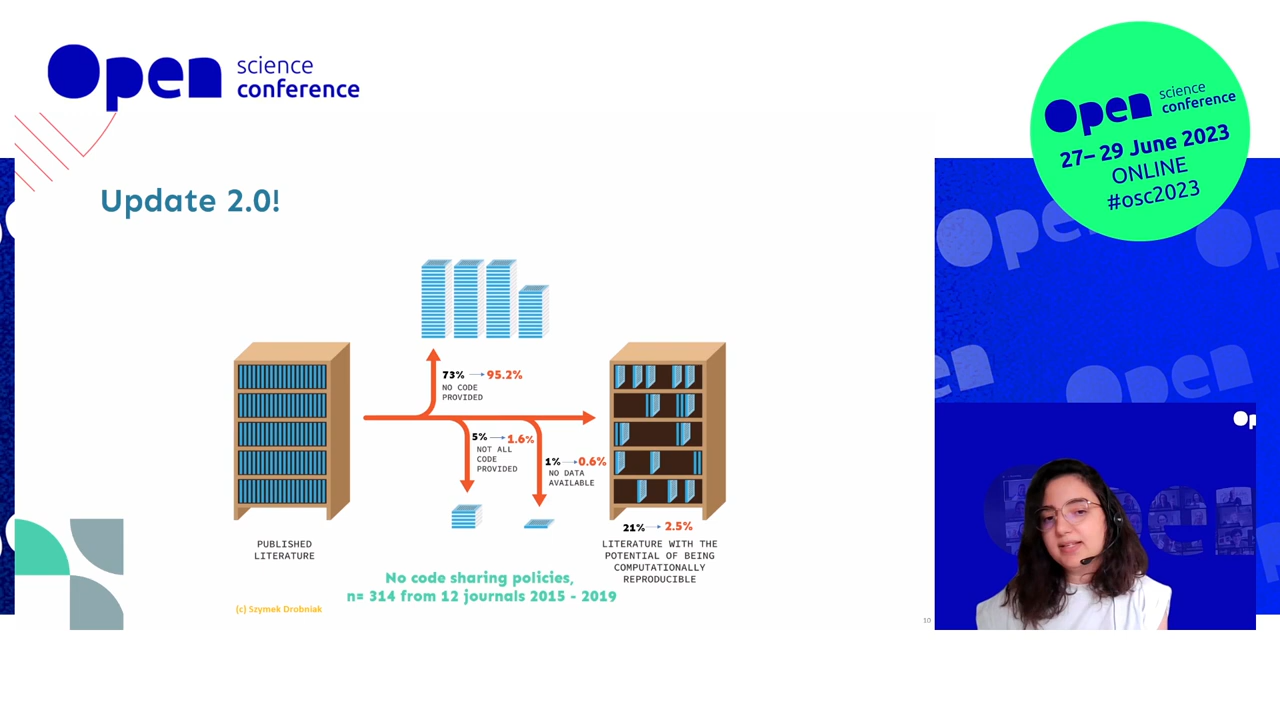 Open science
conference
Open science
conference
27– 29 June 2023
ONLINE
#osc2023
Update 2.0!
73% → 95.2%
NO CODE
PROVIDED
5% → 1.6%
NOT ALL
CODE
PROVIDED
1% → 0.6%
NO DATA
AVAILABLE
21% → 2.5%
PUBLISHED
LITERATURE
LITERATURE WITH THE
POTENTIAL OF BEING
COMPUTATIONALLY
REPRODUCIBLE
No code sharing policies,
n= 314 from 12 journals 2015 - 2019
(c) Szymek Drobniak
10
Open
Open